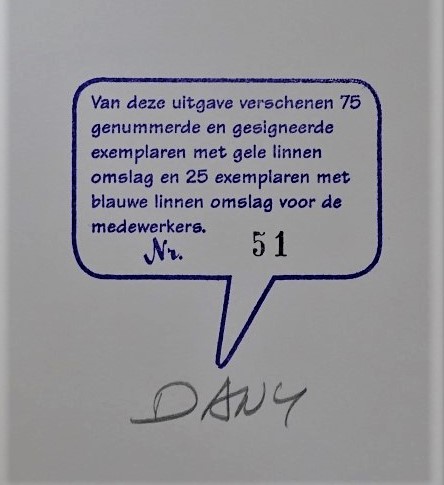 Van deze uitgave verschenen 75
genummerde en gesigneerde
exemplaren met gele linnen
omslag en 25 exemplaren met
blauwe linnen omslag voor de
medewerkers.
Nr. 51
DANY